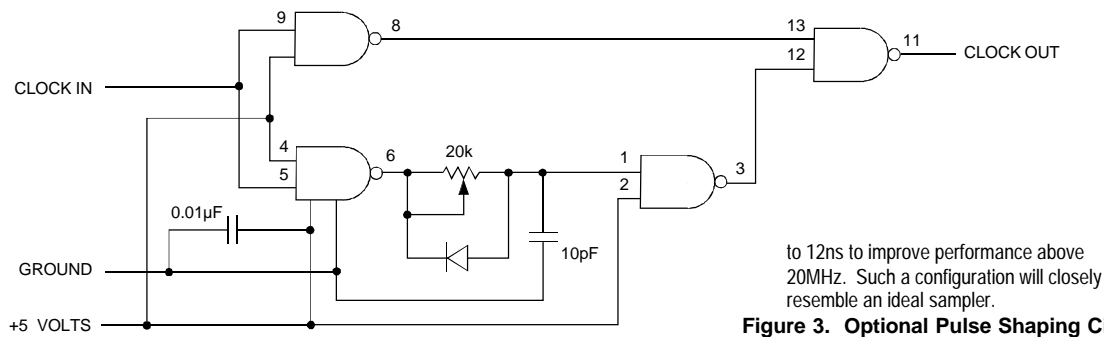 9
8
13
12
11
CLOCK OUT
CLOCK IN
4
5
6
20k
1
2
3
0.01µF
10pF
GROUND
+5 VOLTS
to 12ns to improve performance above
20MHz. Such a configuration will closely
resemble an ideal sampler.
Figure 3. Optional Pulse Shaping